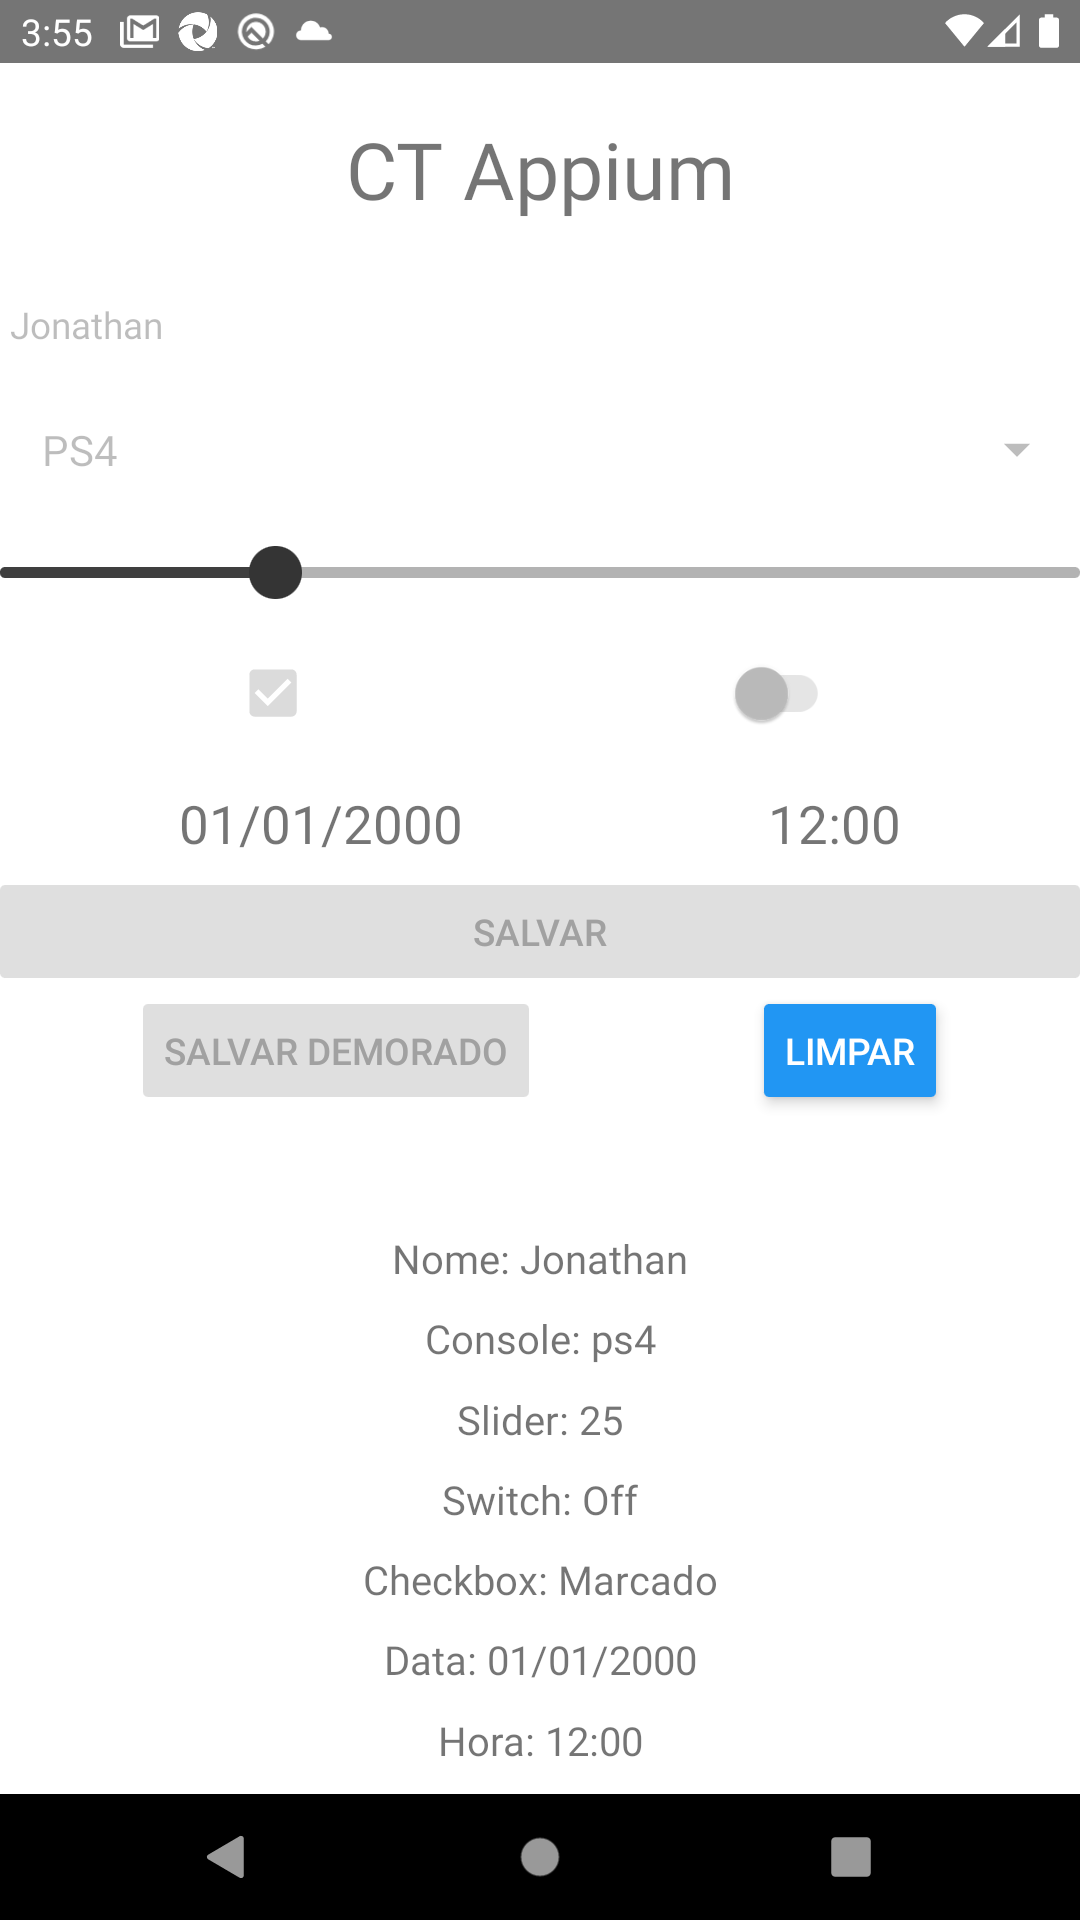 3:55
CT Appium
Jonathan
PS4
01/01/2000 12:00
SALVAR
SALVAR DEMORADO LIMPAR
Nome: Jonathan
Console: ps4
Slider: 25
Switch: Off
Checkbox: Marcado
Data: 01/01/2000
Hora: 12:00